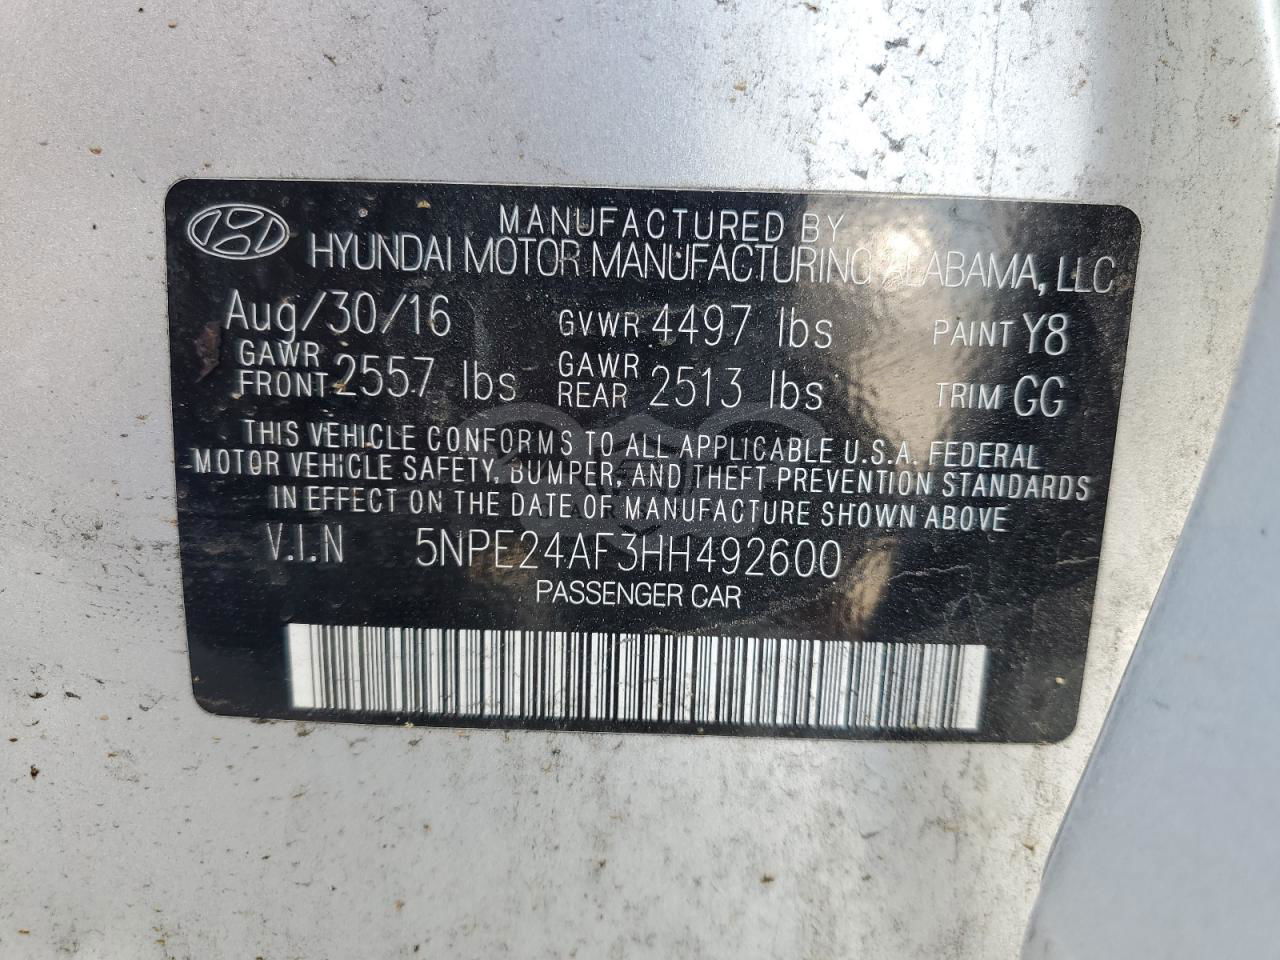 MANUFACTURED BY
HYUNDAI MOTOR MANUFACTURING ALABAMA, LLC
Aug/30/16 GVWR 4497 lbs PAINT Y8
GAWR FRONT 2557 lbs GAWR REAR 2513 lbs TRIM GG
THIS VEHICLE CONFORMS TO ALL APPLICABLE U.S.A. FEDERAL
MOTOR VEHICLE SAFETY, BUMPER, AND THEFT PREVENTION STANDARDS
IN EFFECT ON THE DATE OF MANUFACTURE SHOWN ABOVE
V.I.N 5NPE24AF3HH492600
PASSENGER CAR